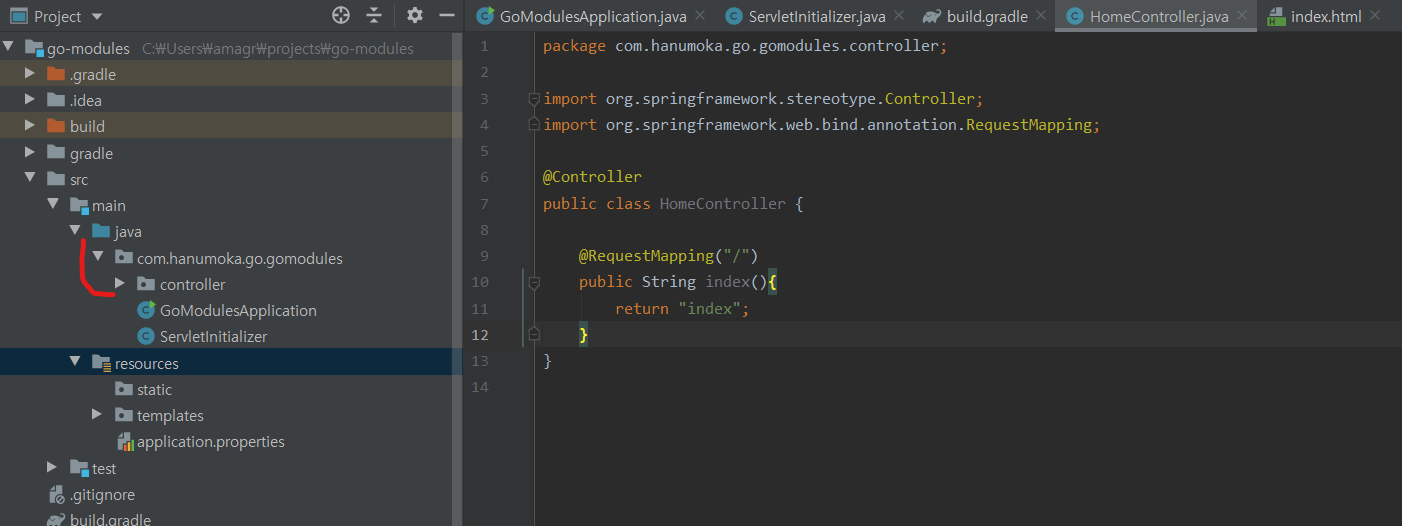 Project
go-modules C:₩Users₩amagr₩projects₩go-modules
.gradle
.idea
build
gradle
src
main
java
com.hanumoka.go.gomodules
controller
GoModulesApplication
ServletInitializer
resources
static
templates
application.properties
test
.gitignore
build.gradle
GoModulesApplication.java ServletInitializer.java build.gradle HomeController.java index.html
1 package com.hanumoka.go.gomodules.controller;
2
3 import org.springframework.stereotype.Controller;
4 import org.springframework.web.bind.annotation.RequestMapping;
5
6 @Controller
7 public class HomeController {
8
9 @RequestMapping("/")
10 public String index(){
11 return "index";
12 }
13 }
14